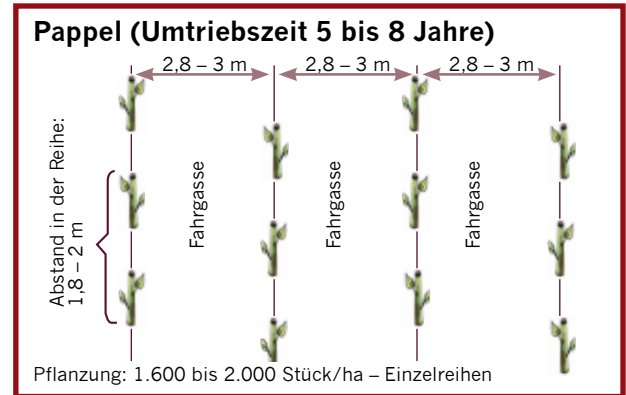 Pappel (Umtriebszeit 5 bis 8 Jahre)
2,8 – 3 m
2,8 – 3 m
2,8 – 3 m
Abstand in der Reihe:
1,8 – 2 m
Fahrgasse
Fahrgasse
Fahrgasse
Pflanzung: 1.600 bis 2.000 Stück/ha – Einzelreihen